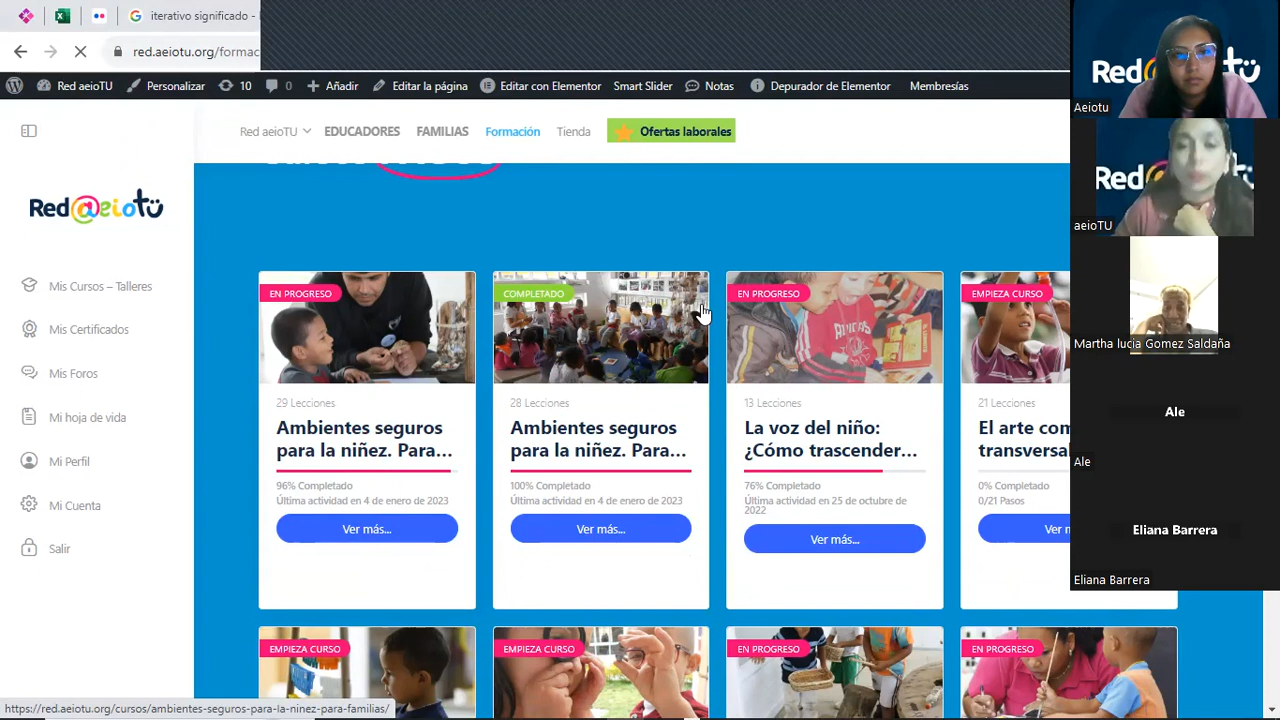 iterativo significado -
red.aeiotu.org/formac
Red aeioTU
Personalizar
10
0
Añadir
Editar la página
Editar con Elementor
Smart Slider
Notas
Depurador de Elementor
Membresías
Red aeioTU
EDUCADORES
FAMILIAS
Formación
Tienda
Ofertas laborales
Red@eiotü
Mis Cursos – Talleres
Mis Certificados
Mis Foros
Mi hoja de vida
Mi Perfil
Mi Cuenta
Salir
EN PROGRESO
29 Lecciones
Ambientes seguros
para la niñez. Para...
96% Completado
Última actividad en 4 de enero de 2023
Ver más...
COMPLETADO
28 Lecciones
Ambientes seguros
para la niñez. Para...
100% Completado
Última actividad en 4 de enero de 2023
Ver más...
EN PROGRESO
13 Lecciones
La voz del niño:
¿Cómo trascender...
76% Completado
Última actividad en 25 de octubre de
2022
Ver más...
EMPIEZA CURSO
21 Lecciones
El arte com
transversal
0% Completado
0/21 Pasos
Ver m
EMPIEZA CURSO
EMPIEZA CURSO
EN PROGRESO
EN PROGRESO
https://red.aeiotu.org/cursos/ambientes-seguros-para-la-ninez-para-familias/
Red
Aeiotu
Red
aeioTU
Martha lucia Gomez Saldaña
Ale
Ale
Eliana Barrera
Eliana Barrera